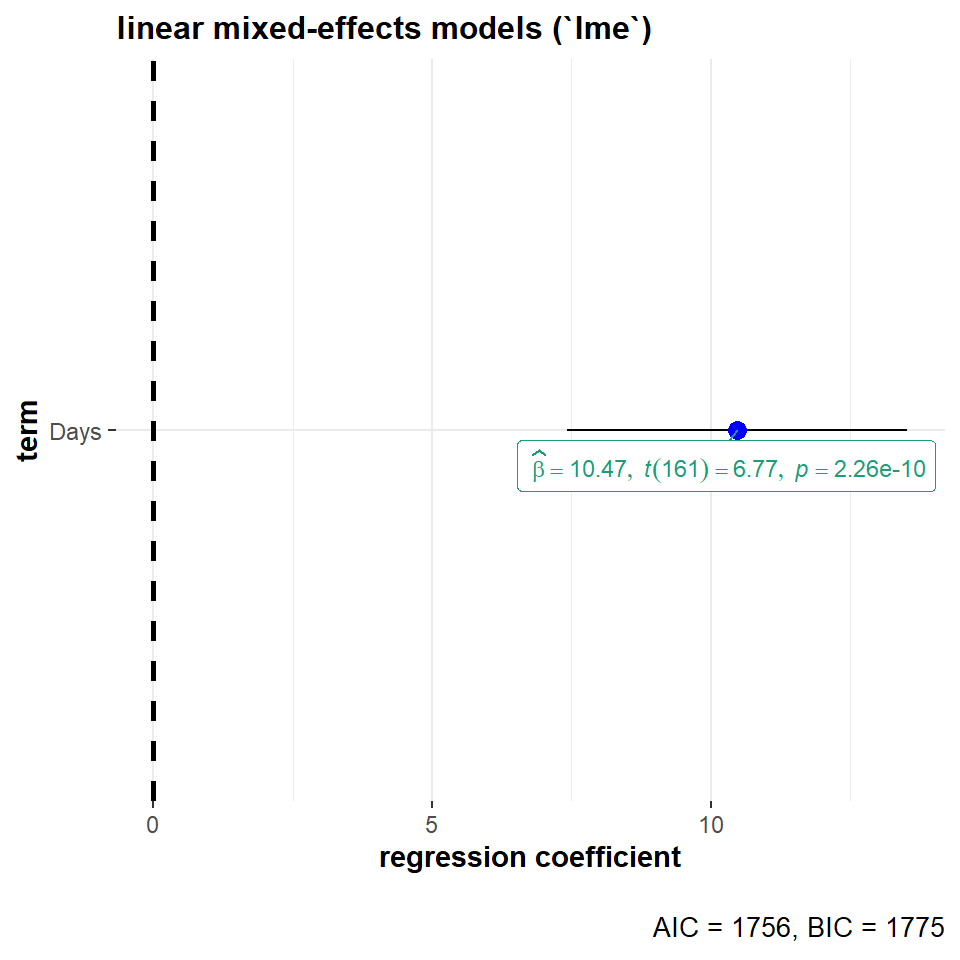 linear mixed-effects models (`lme`)
term
Days
β̂ = 10.47, t(161) = 6.77, p = 2.26e-10
0 5 10
regression coefficient
AIC = 1756, BIC = 1775